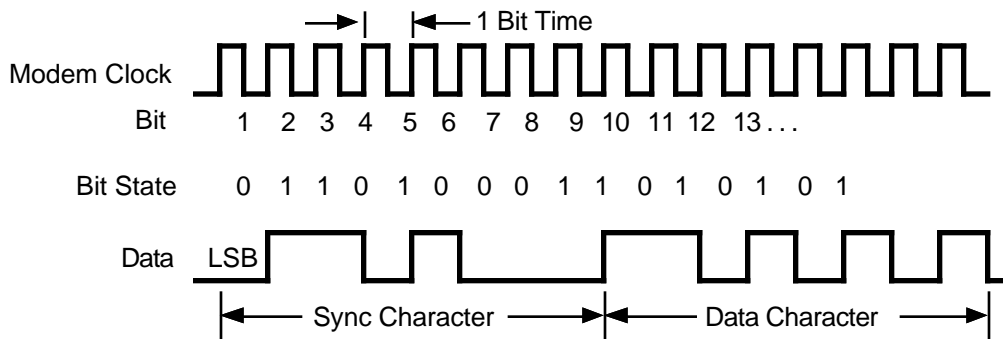 1 Bit Time
Modem Clock
Bit 1 2 3 4 5 6 7 8 9 10 11 12 13 . . .
Bit State 0 1 1 0 1 0 0 0 1 1 0 1 0 1 0 1
Data LSB
Sync Character Data Character